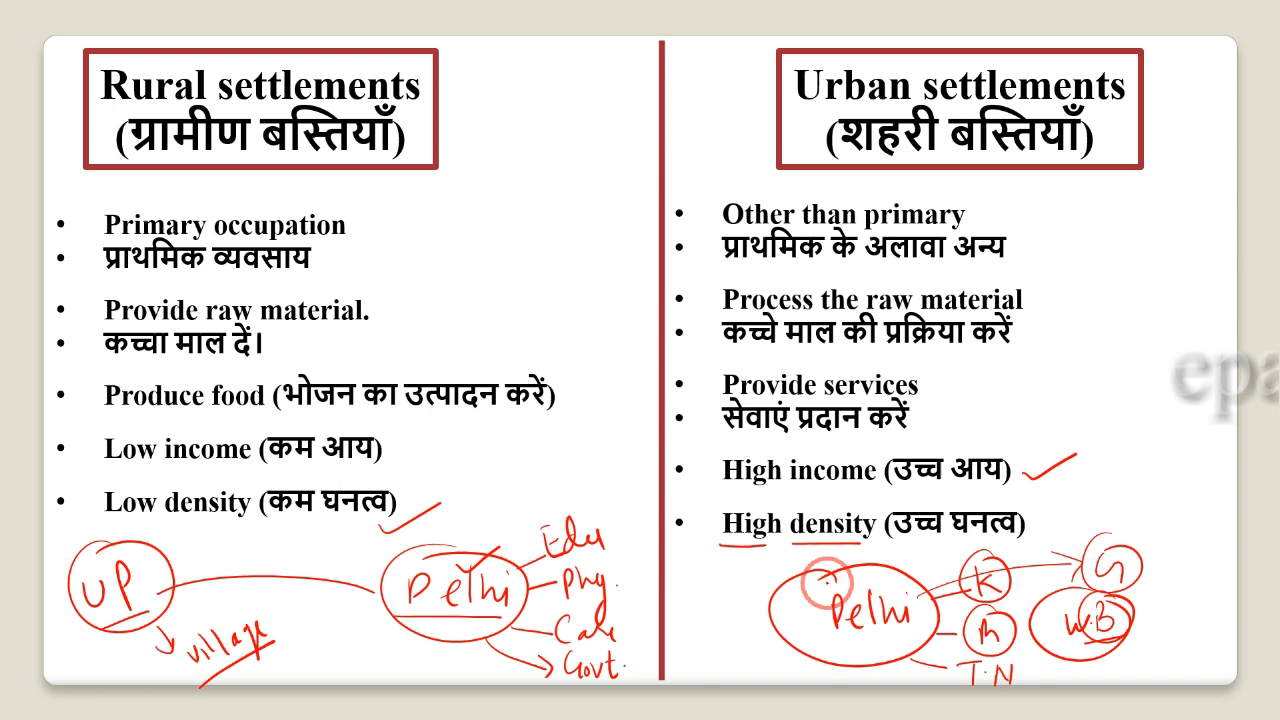 Rural settlements
(ग्रामीण बस्तियाँ)
• Primary occupation
• प्राथमिक व्यवसाय
• Provide raw material.
• कच्चा माल दें।
• Produce food (भोजन का उत्पादन करें)
• Low income (कम आय)
• Low density (कम घनत्व)
UP
village
Delhi
Phy.
Govt.
Urban settlements
(शहरी बस्तियाँ)
• Other than primary
• प्राथमिक के अलावा अन्य
• Process the raw material
• कच्चे माल की प्रक्रिया करें
• Provide services
• सेवाएं प्रदान करें
• High income (उच्च आय)
• High density (उच्च घनत्व)
Delhi
K
G
W.B
T.N
epa